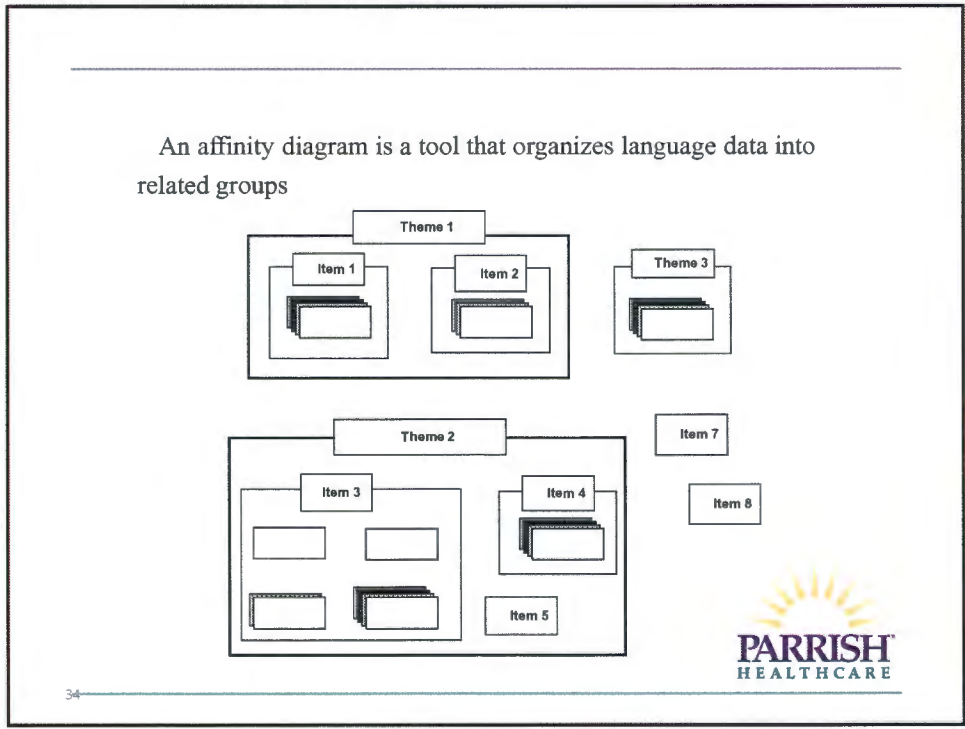 An affinity diagram is a tool that organizes language data into
related groups
Theme 1
Item 1
Item 2
Theme 3
Theme 2
Item 7
Item 3
Item 4
Item 8
Item 5
PARRISH
HEALTHCARE
34